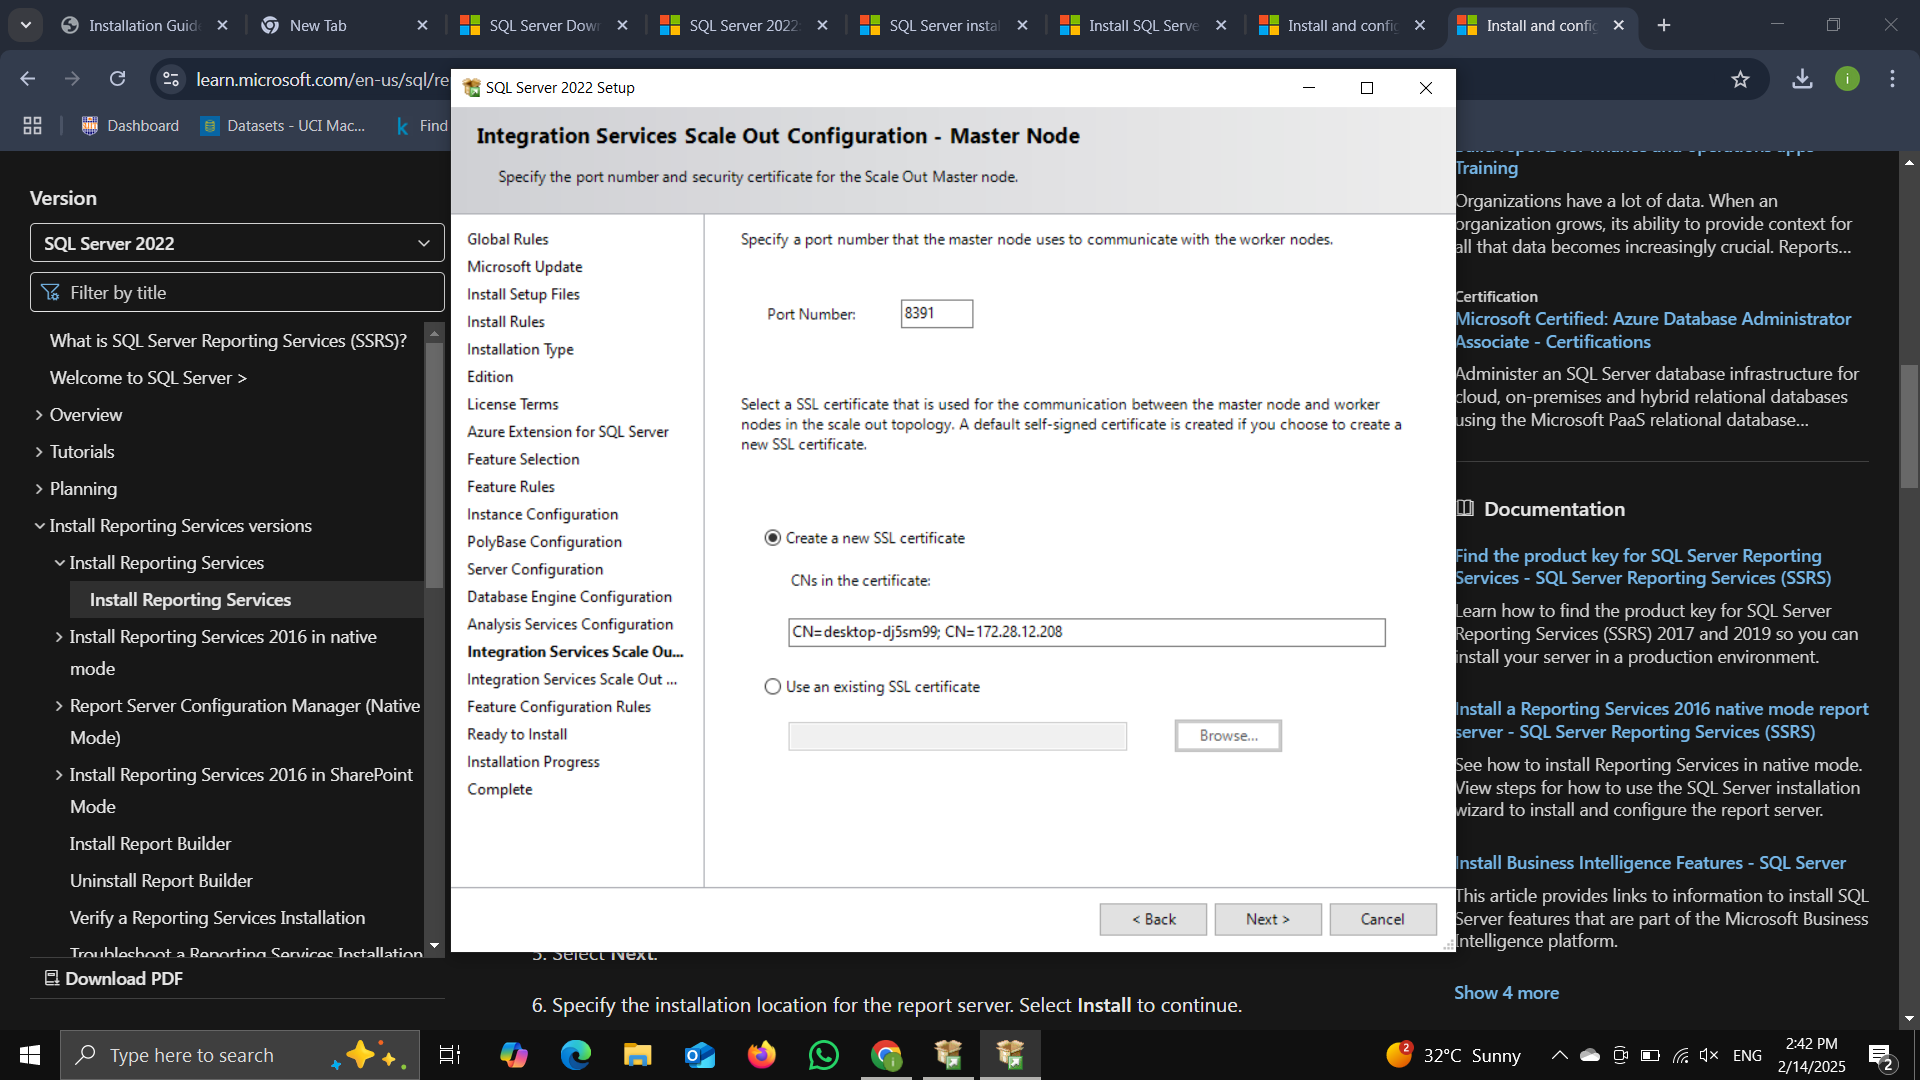 Installation Guide
New Tab
SQL Server Dow
SQL Server 2022
SQL Server instal
Install SQL Serve
Install and config
Install and config
learn.microsoft.com/en-us/sql/re
i
Dashboard
Datasets - UCI Mac...
Find
Version
SQL Server 2022
Filter by title
What is SQL Server Reporting Services (SSRS)?
Welcome to SQL Server >
Overview
Tutorials
Planning
Install Reporting Services versions
Install Reporting Services
Install Reporting Services
Install Reporting Services 2016 in native
mode
Report Server Configuration Manager (Native
Mode)
Install Reporting Services 2016 in SharePoint
Mode
Install Report Builder
Uninstall Report Builder
Verify a Reporting Services Installation
Troubleshoot a Reporting Services Installation
Download PDF
SQL Server 2022 Setup
Integration Services Scale Out Configuration - Master Node
Specify the port number and security certificate for the Scale Out Master node.
Global Rules
Microsoft Update
Install Setup Files
Install Rules
Installation Type
Edition
License Terms
Azure Extension for SQL Server
Feature Selection
Feature Rules
Instance Configuration
PolyBase Configuration
Server Configuration
Database Engine Configuration
Analysis Services Configuration
Integration Services Scale Ou...
Integration Services Scale Out ...
Feature Configuration Rules
Ready to Install
Installation Progress
Complete
Specify a port number that the master node uses to communicate with the worker nodes.
Port Number:
8391
Select a SSL certificate that is used for the communication between the master node and worker
nodes in the scale out topology. A default self-signed certificate is created if you choose to create a
new SSL certificate.
Create a new SSL certificate
CNs in the certificate:
CN=desktop-dj5sm99; CN=172.28.12.208
Use an existing SSL certificate
Browse...
< Back
Next >
Cancel
5. Select Next.
6. Specify the installation location for the report server. Select Install to continue.
Build reports for finance and operations apps
Training
Organizations have a lot of data. When an
organization grows, its ability to provide context for
all that data becomes increasingly crucial. Reports...
Certification
Microsoft Certified: Azure Database Administrator
Associate - Certifications
Administer an SQL Server database infrastructure for
cloud, on-premises and hybrid relational databases
using the Microsoft PaaS relational database...
Documentation
Find the product key for SQL Server Reporting
Services - SQL Server Reporting Services (SSRS)
Learn how to find the product key for SQL Server
Reporting Services (SSRS) 2017 and 2019 so you can
install your server in a production environment.
Install a Reporting Services 2016 native mode report
server - SQL Server Reporting Services (SSRS)
See how to install Reporting Services in native mode.
View steps for how to use the SQL Server installation
wizard to install and configure the report server.
Install Business Intelligence Features - SQL Server
This article provides links to information to install SQL
Server features that are part of the Microsoft Business
Intelligence platform.
Show 4 more
Type here to search
2
32°C Sunny
ENG
2:42 PM
2/14/2025
2